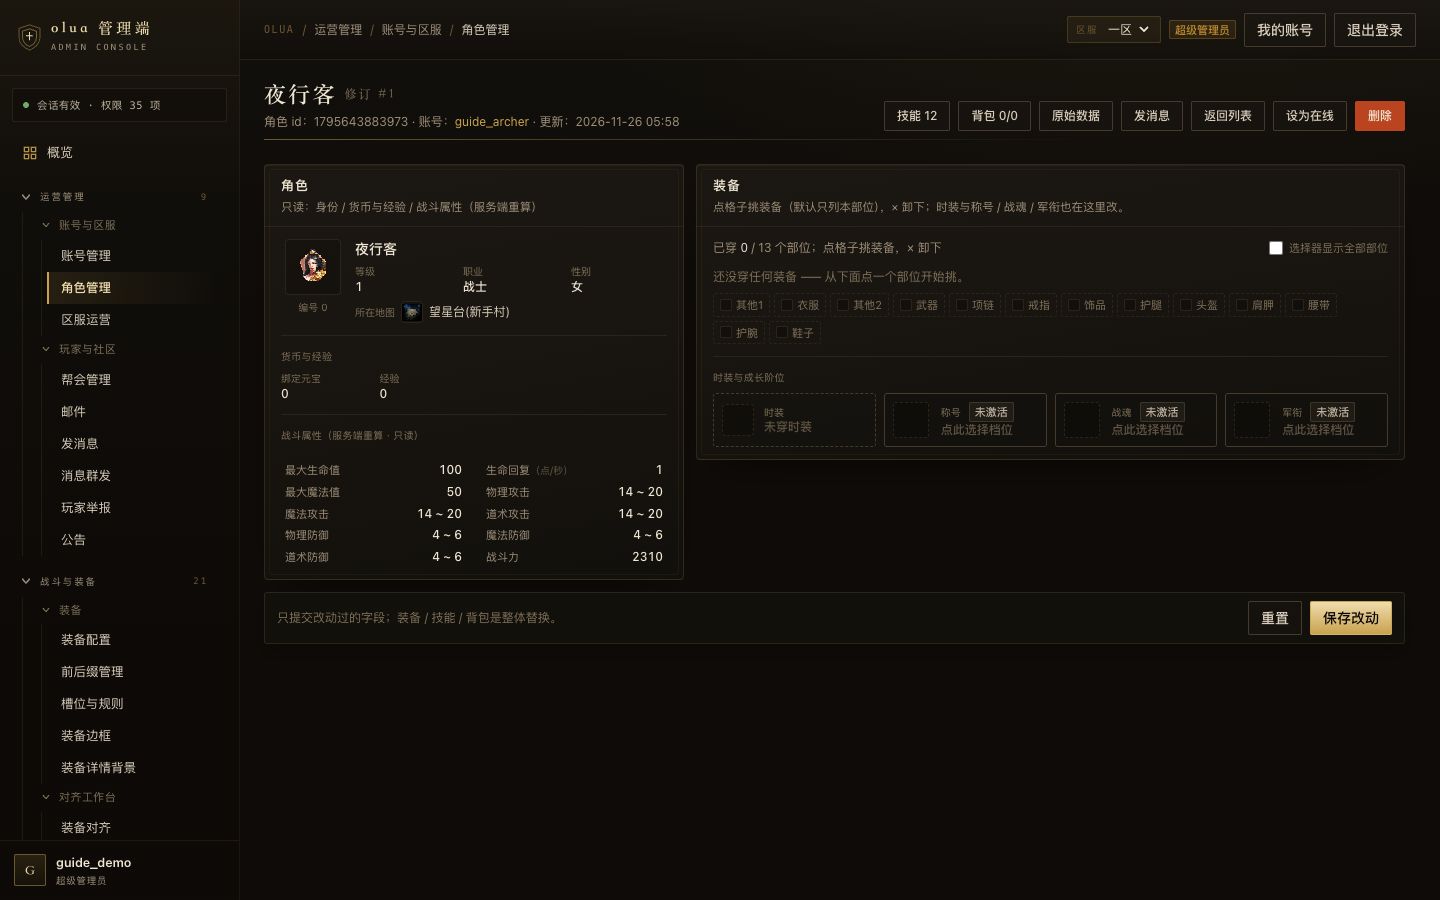 olua 管理端
ADMIN CONSOLE
会话有效 · 权限 35 项
概览
运营管理 9
账号与区服
账号管理
角色管理
区服运营
玩家与社区
帮会管理
邮件
发消息
消息群发
玩家举报
公告
战斗与装备 21
装备
装备配置
前后缀管理
槽位与规则
装备边框
装备详情背景
对齐工作台
装备对齐
G
guide_demo
超级管理员
OLUA / 运营管理 / 账号与区服 / 角色管理
区服 一区
超级管理员
我的账号
退出登录
夜行客 修订 #1
角色 id：1795643883973 · 账号：guide_archer · 更新：2026-11-26 05:58
技能 12
背包 0/0
原始数据
发消息
返回列表
设为在线
删除
角色
只读：身份 / 货币与经验 / 战斗属性（服务端重算）
编号 0
夜行客
等级 职业 性别
1 战士 女
所在地图 望星台(新手村)
货币与经验
绑定元宝 经验
0 0
战斗属性（服务端重算 · 只读）
最大生命值 100 生命回复（点/秒） 1
最大魔法值 50 物理攻击 14 ~ 20
魔法攻击 14 ~ 20 道术攻击 14 ~ 20
物理防御 4 ~ 6 魔法防御 4 ~ 6
道术防御 4 ~ 6 战斗力 2310
装备
点格子挑装备（默认只列本部位），× 卸下；时装与称号 / 战魂 / 军衔也在这里改。
已穿 0 / 13 个部位；点格子挑装备，× 卸下
选择器显示全部部位
还没穿任何装备 —— 从下面点一个部位开始挑。
其他1 衣服 其他2 武器 项链 戒指 饰品 护腿 头盔 肩胛 腰带
护腕 鞋子
时装与成长阶位
时装
未穿时装
称号 未激活
点此选择档位
战魂 未激活
点此选择档位
军衔 未激活
点此选择档位
只提交改动过的字段；装备 / 技能 / 背包是整体替换。
重置
保存改动